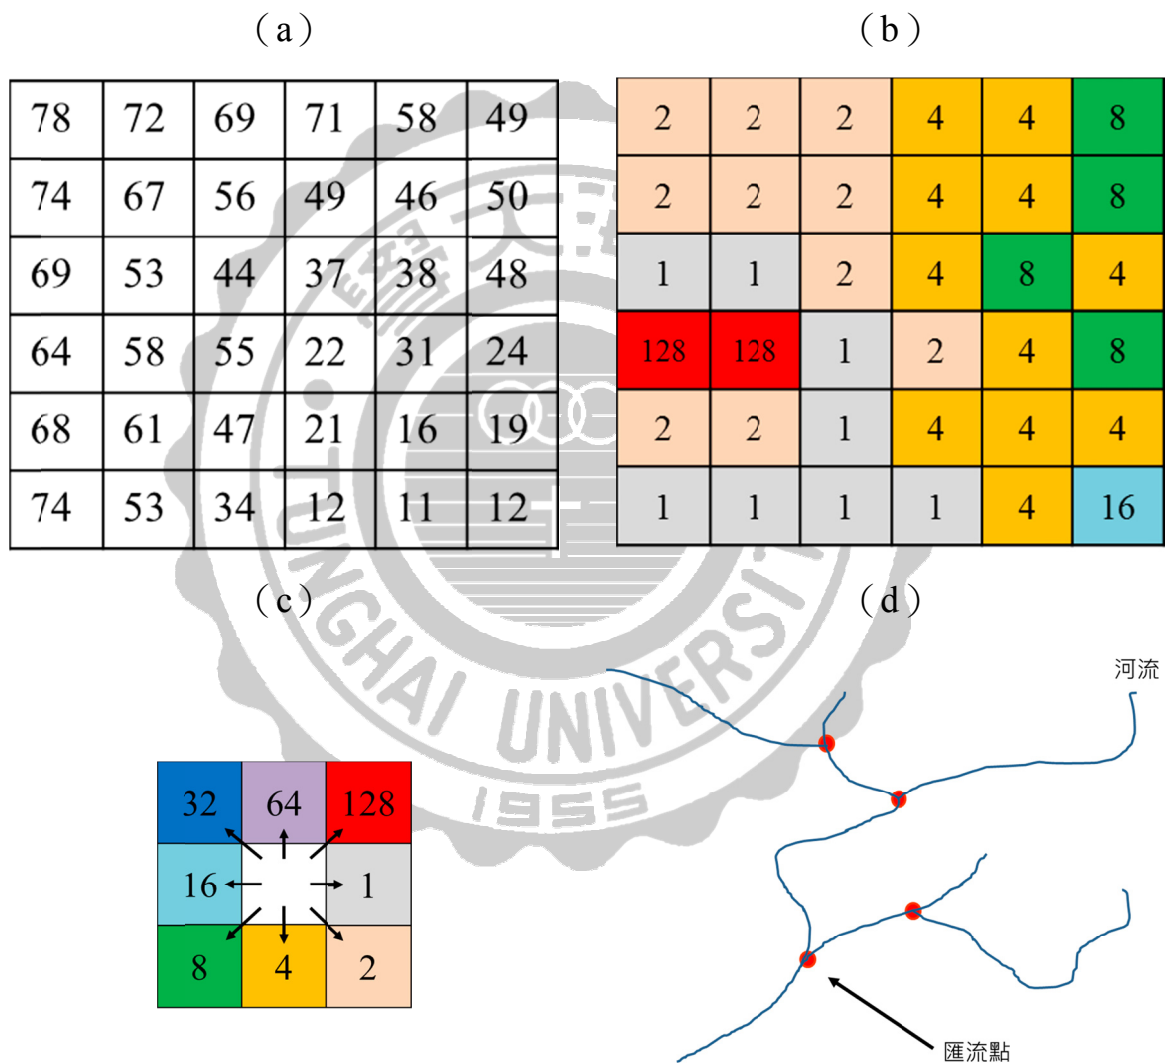 （a）
78 72 69 71 58 49
74 67 56 49 46 50
69 53 44 37 38 48
64 58 55 22 31 24
68 61 47 21 16 19
74 53 34 12 11 12
（b）
2 2 2 4 4 8
2 2 2 4 4 8
1 1 2 4 8 4
128 128 1 2 4 8
2 2 1 4 4 4
1 1 1 1 4 16
（c）
32 64 128
16 1
8 4 2
（d）
河流
匯流點
TUNGHAI UNIVERSITY
1955